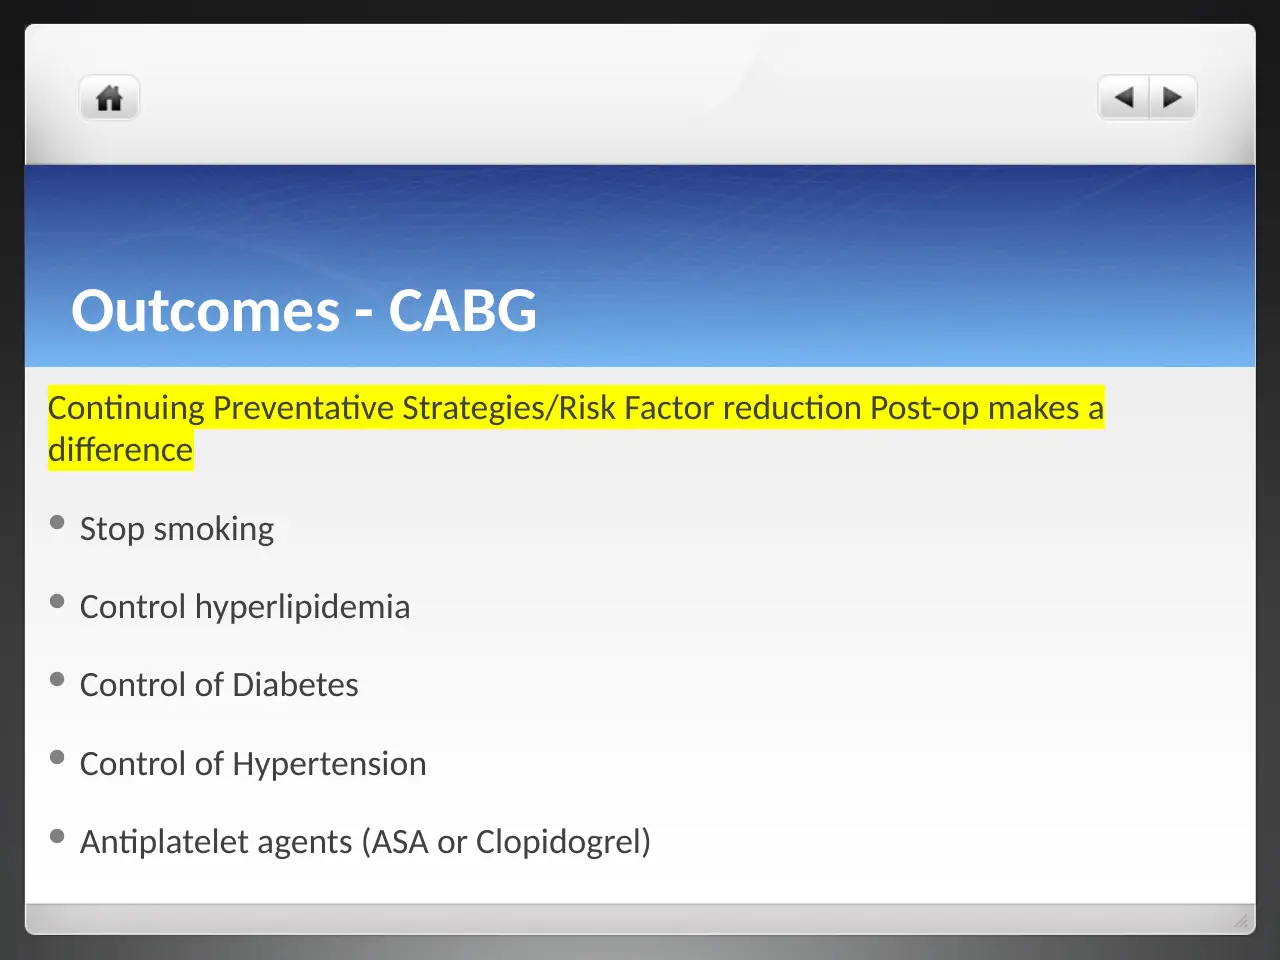 Outcomes - CABG
Continuing Preventative Strategies/Risk Factor reduction Post-op makes a
difference
• Stop smoking
• Control hyperlipidemia
• Control of Diabetes
• Control of Hypertension
• Antiplatelet agents (ASA or Clopidogrel)